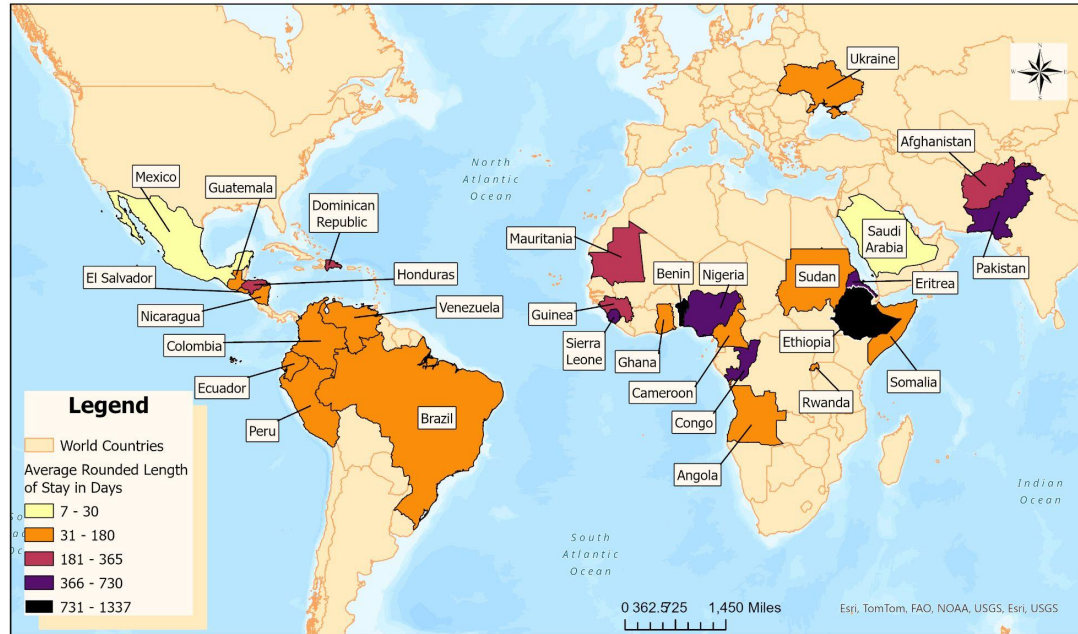 Ukraine
N
W
E
S
Afghanistan
North
Atlantic
Ocean
Mexico
Guatemala
Dominican
Republic
Mauritania
Saudi
Arabia
Benin
Nigeria
Sudan
Pakistan
El Salvador
Honduras
Eritrea
Nicaragua
Venezuela
Guinea
Colombia
Sierra
Leone
Ghana
Ethiopia
Ecuador
Cameroon
Rwanda
Somalia
Peru
Brazil
Congo
Angola
Indian
Ocean
South
Atlantic
Ocean
Legend
World Countries
Average Rounded Length
of Stay in Days
7 - 30
31 - 180
181 - 365
366 - 730
731 - 1337
0 362.5725 1,450 Miles
Esri, TomTom, FAO, NOAA, USGS, Esri, USGS